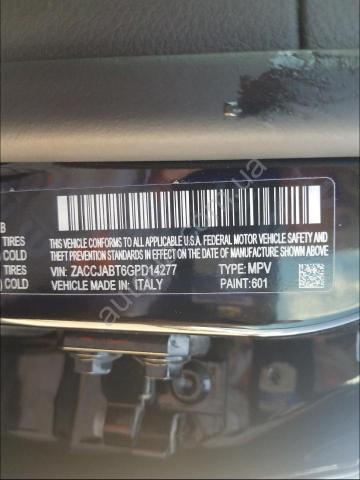 B
TIRES
COLD
TIRES
COLD
THIS VEHICLE CONFORMS TO ALL APPLICABLE U.S.A. FEDERAL MOTOR VEHICLE SAFETY AND
THEFT PREVENTION STANDARDS IN EFFECT ON THE DATE OF MANUFACTURE SHOWN ABOVE.
VIN: ZACCJABT6GPD14277 TYPE: MPV
VEHICLE MADE IN: ITALY PAINT: 601